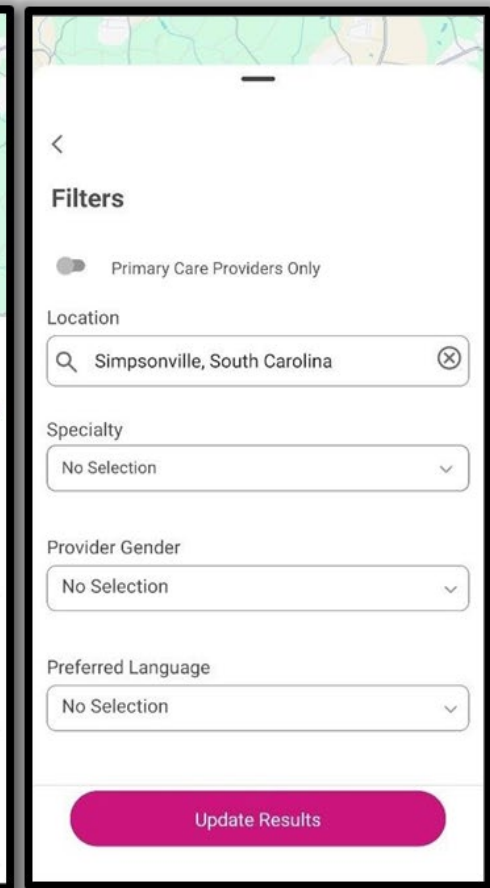 Filters
Primary Care Providers Only
Location
Simpsonville, South Carolina
Specialty
No Selection
Provider Gender
No Selection
Preferred Language
No Selection
Update Results